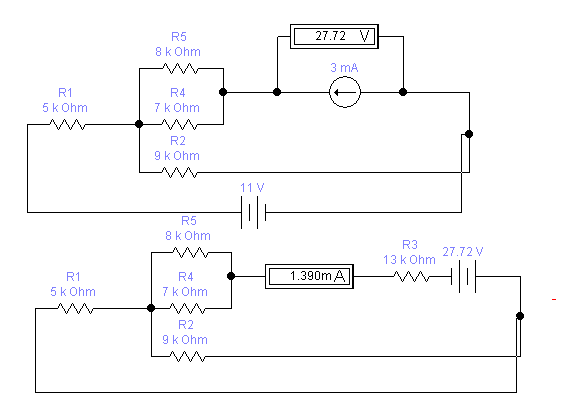 27.72 V
R5
8 k Ohm
3 mA
R1
5 k Ohm
R4
7 k Ohm
R2
9 k Ohm
11 V
R5
8 k Ohm
R3
13 k Ohm
27.72 V
R1
5 k Ohm
R4
7 k Ohm
1.390m A
R2
9 k Ohm